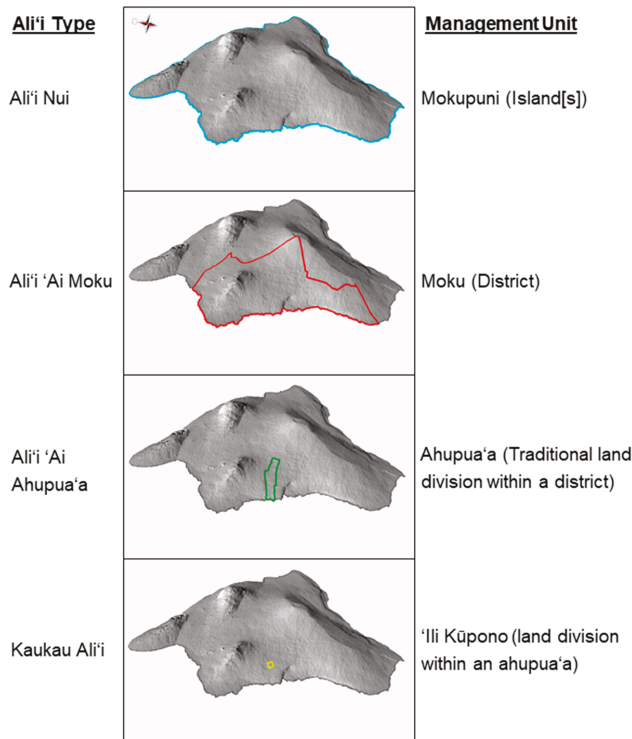 Ali‘i Type
Management Unit
Ali‘i Nui
Mokupuni (Island[s])
Ali‘i ‘Ai Moku
Moku (District)
Ali‘i ‘Ai
Ahupua‘a
Ahupua‘a (Traditional land
division within a district)
Kaukau Ali‘i
‘Ili Kūpono (land division
within an ahupua‘a)